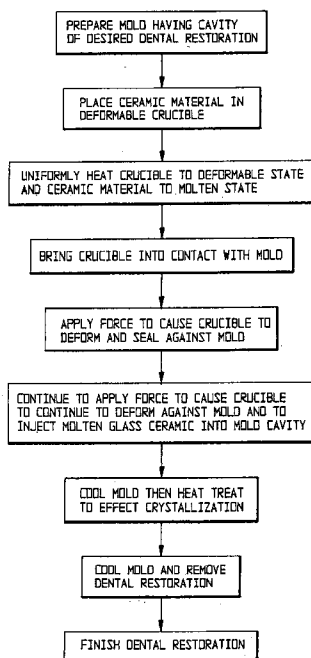 PREPARE MOLD HAVING CAVITY
OF DESIRED DENTAL RESTORATION
PLACE CERAMIC MATERIAL IN
DEFORMABLE CRUCIBLE
UNIFORMLY HEAT CRUCIBLE TO DEFORMABLE STATE
AND CERAMIC MATERIAL TO MOLTEN STATE
BRING CRUCIBLE INTO CONTACT WITH MOLD
APPLY FORCE TO CAUSE CRUCIBLE TO
DEFORM AND SEAL AGAINST MOLD
CONTINUE TO APPLY FORCE TO CAUSE CRUCIBLE
TO CONTINUE TO DEFORM AGAINST MOLD AND TO
INJECT MOLTEN GLASS CERAMIC INTO MOLD CAVITY
COOL MOLD THEN HEAT TREAT
TO EFFECT CRYSTALLIZATION
COOL MOLD AND REMOVE
DENTAL RESTORATION
FINISH DENTAL RESTORATION